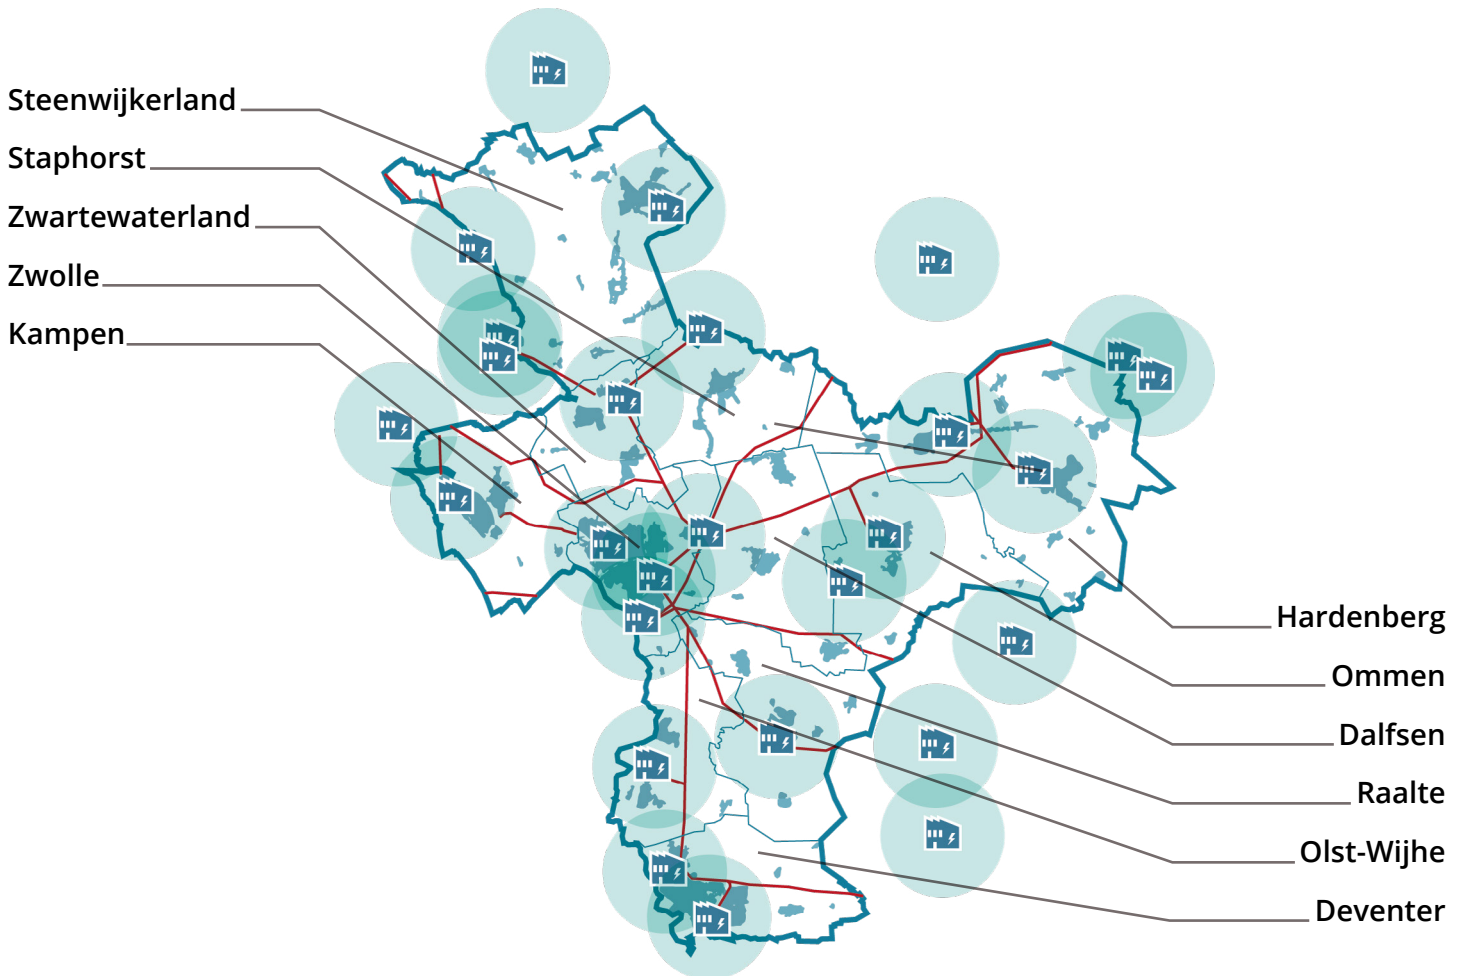 Steenwijkerland
Staphorst
Zwartewaterland
Zwolle
Kampen
Hardenberg
Ommen
Dalfsen
Raalte
Olst-Wijhe
Deventer